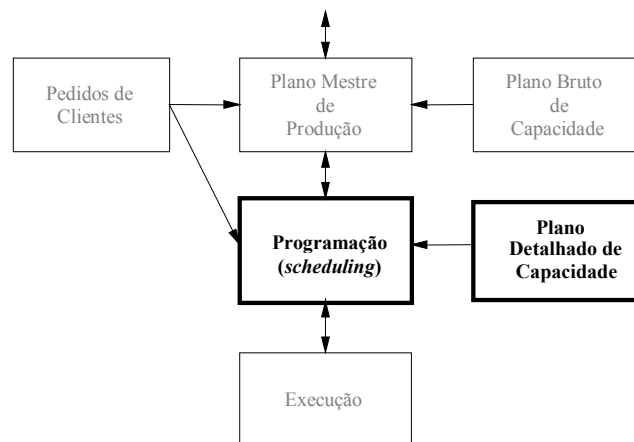 Pedidos de
Clientes
Plano Mestre
de
Produção
Plano Bruto
de
Capacidade
Programação
(scheduling)
Plano
Detalhado de
Capacidade
Execução